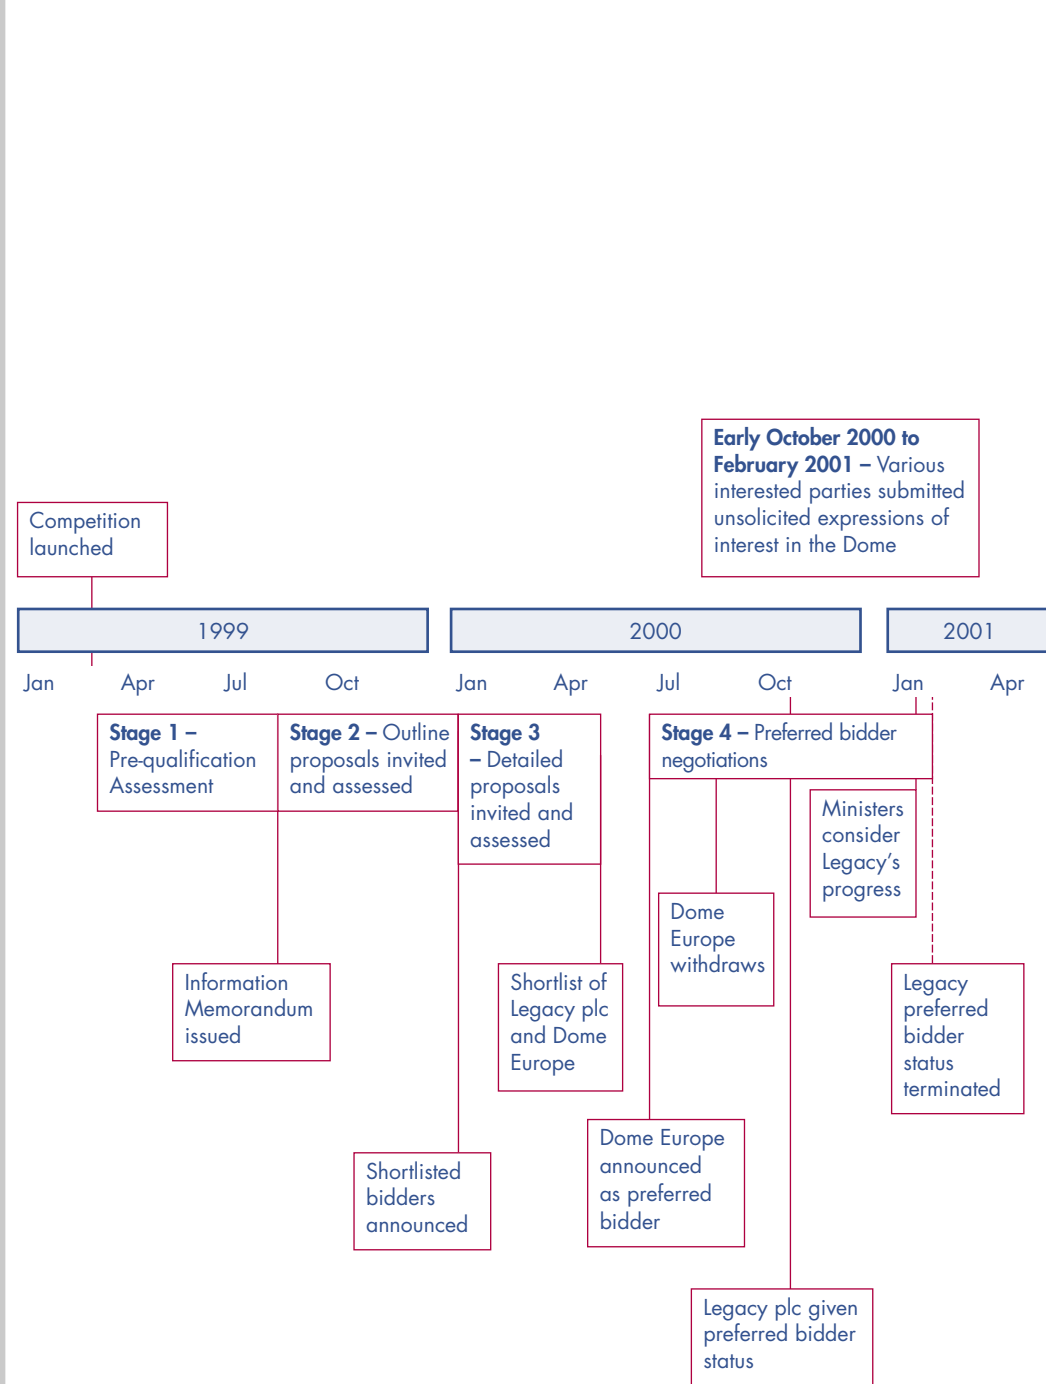 Early October 2000 to
February 2001 – Various
interested parties submitted
unsolicited expressions of
interest in the Dome
Competition
launched
1999
2000
2001
Jan
Apr
Jul
Oct
Jan
Apr
Jul
Oct
Jan
Apr
Stage 1 –
Pre-qualification
Assessment
Stage 2 – Outline
proposals invited
and assessed
Stage 3
– Detailed
proposals
invited and
assessed
Stage 4 – Preferred bidder
negotiations
Ministers
consider
Legacy’s
progress
Dome
Europe
withdraws
Information
Memorandum
issued
Shortlist of
Legacy plc
and Dome
Europe
Legacy
preferred
bidder
status
terminated
Dome Europe
announced
as preferred
bidder
Shortlisted
bidders
announced
Legacy plc given
preferred bidder
status